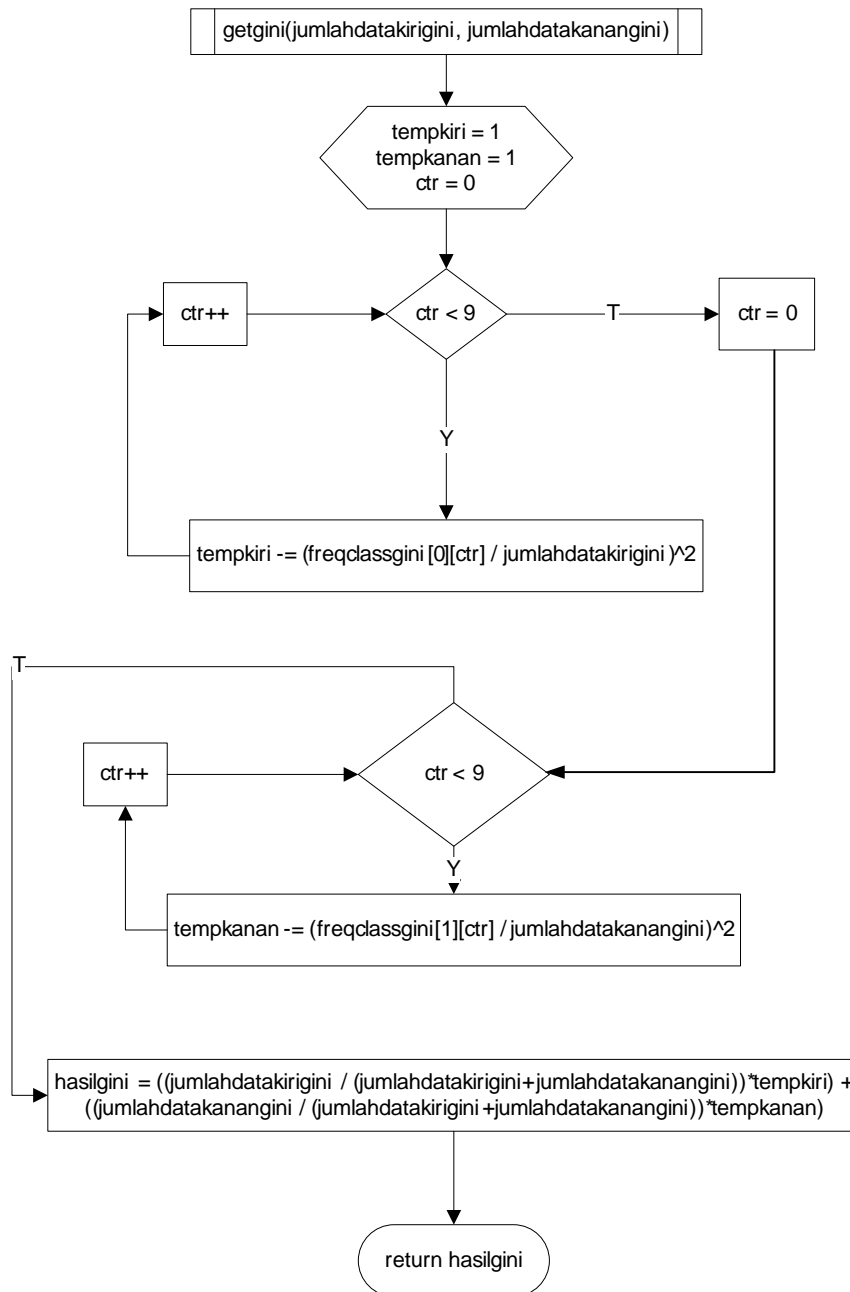 getgini(jumlahdatakirigini, jumlahdatakanangini)
tempkiri = 1
tempkanan = 1
ctr = 0
ctr++
ctr < 9
T
ctr = 0
Y
tempkiri -= (freqclassgini[0][ctr] / jumlahdatakirigini)^2
T
ctr++
ctr < 9
Y
tempkanan -= (freqclassgini[1][ctr] / jumlahdatakanangini)^2
hasilgini = ((jumlahdatakirigini / (jumlahdatakirigini+jumlahdatakanangini))*tempkiri) +
((jumlahdatakanangini / (jumlahdatakirigini+jumlahdatakanangini))*tempkanan)
return hasilgini